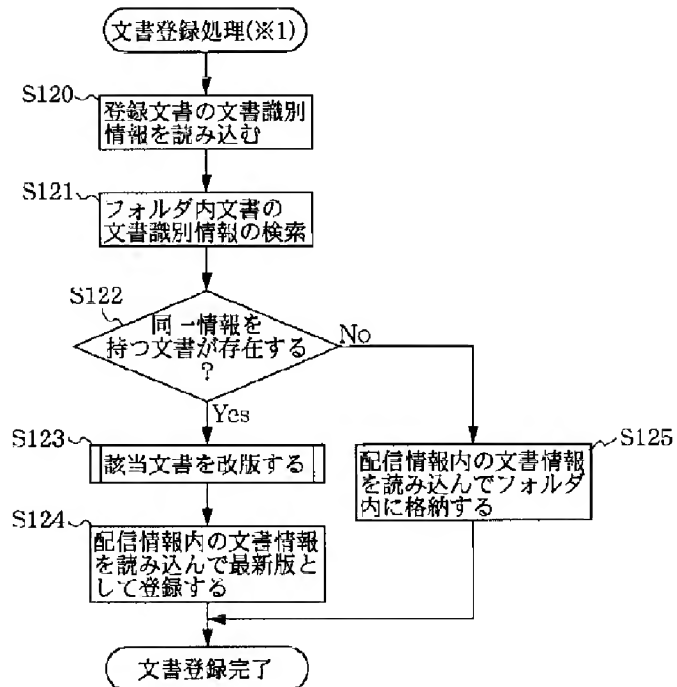 文書登録処理(※1)
S120
登録文書の文書識別
情報を読み込む
S121
フォルダ内文書の
文書識別情報の検索
S122
同一情報を
持つ文書が存在する
?
No
Yes
S123
該当文書を改版する
S125
配信情報内の文書情報
を読み込んでフォルダ
内に格納する
S124
配信情報内の文書情報
を読み込んで最新版と
して登録する
文書登録完了